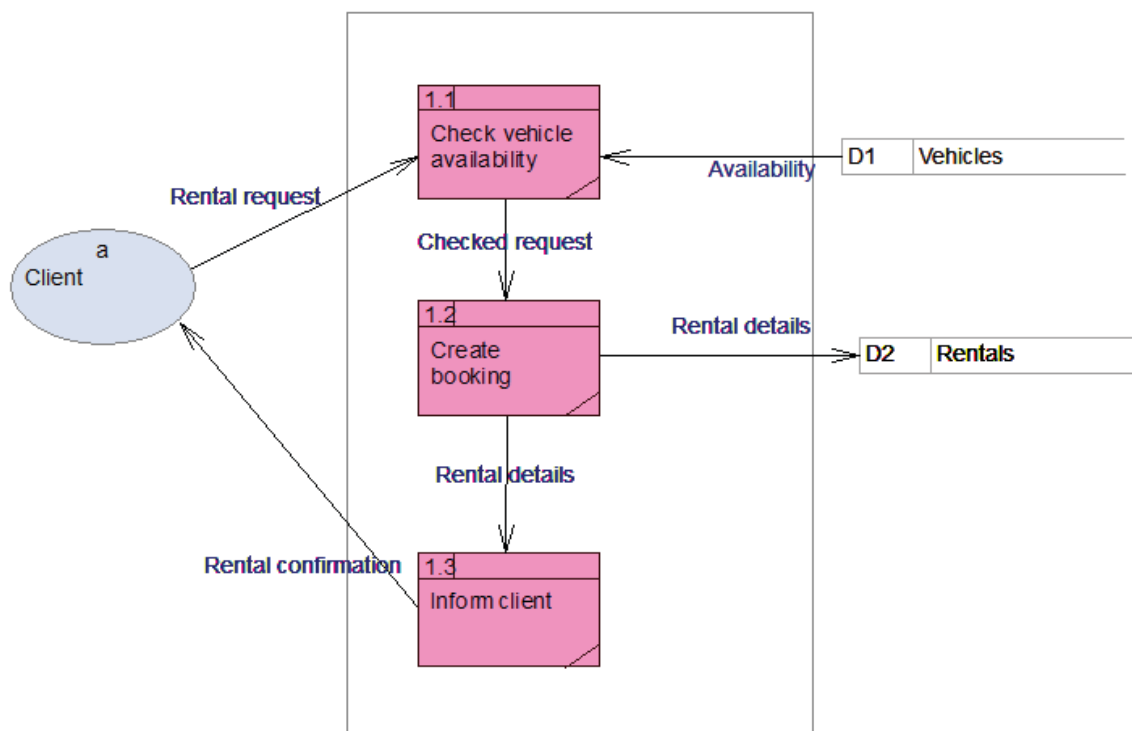 1.1
Check vehicle
availability
D1 Vehicles
Availability
Rental request
Checked request
a
Client
1.2
Create
booking
Rental details
D2 Rentals
Rental details
1.3
Inform client
Rental confirmation